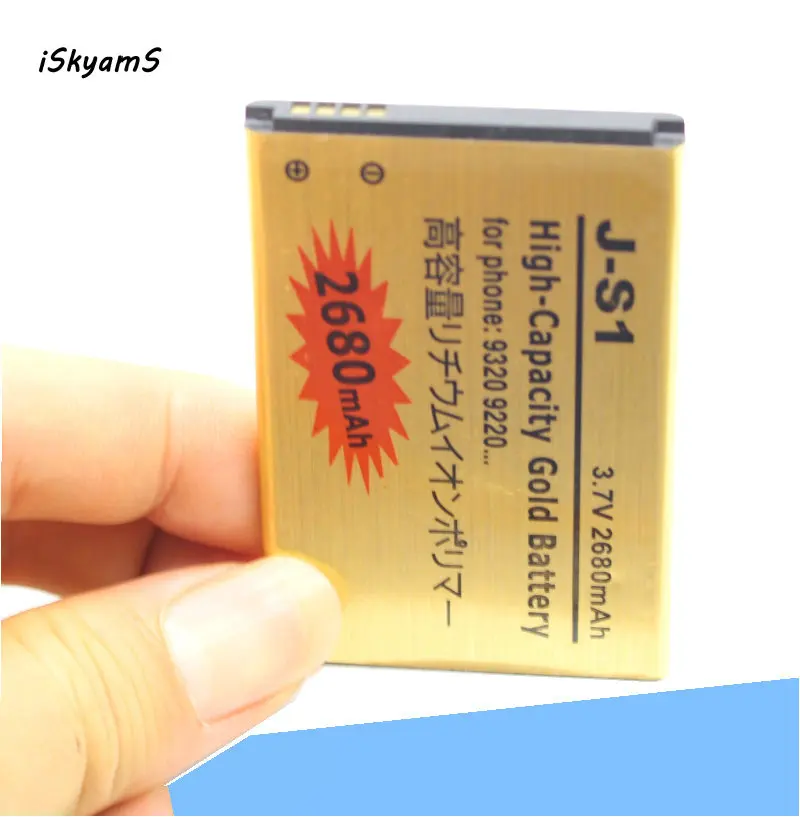 iSkyamS
J-S1
3.7V 2680mAh
High-Capacity Gold Battery
for phone: 9320 9220...
高容量リチウムイオンポリマー
2680mAh